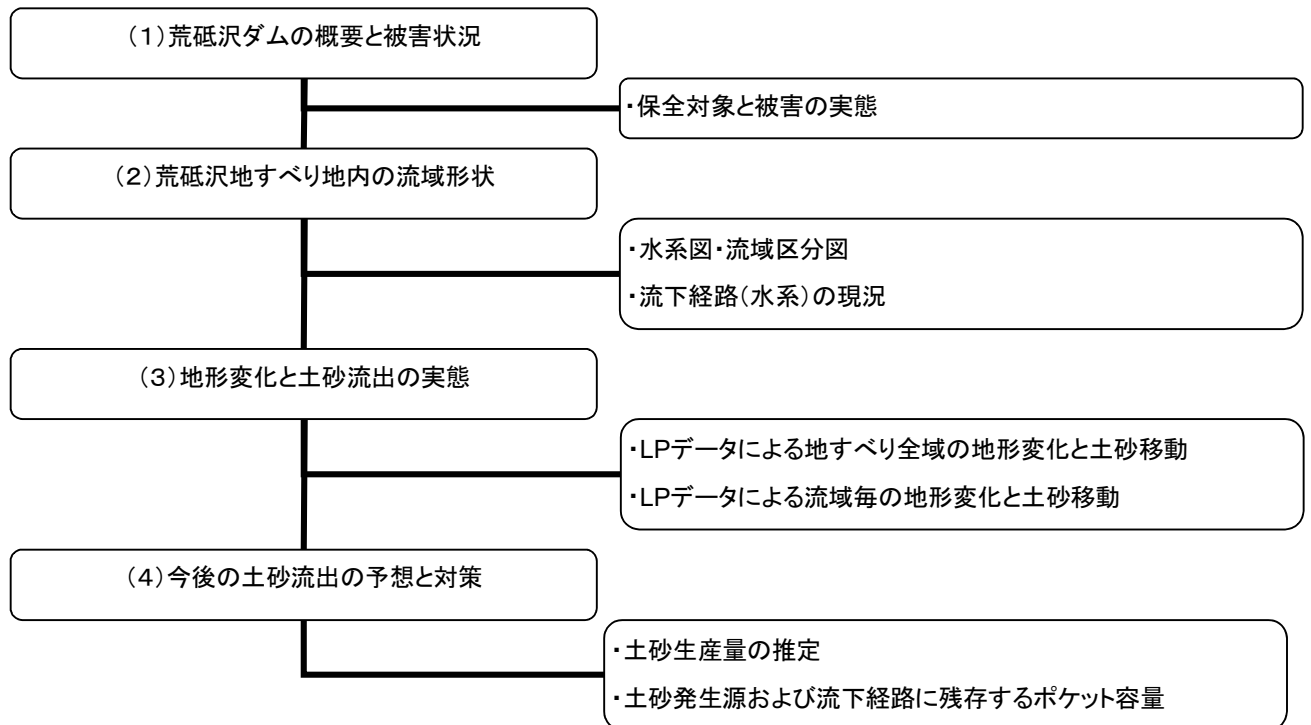 （１）荒砥沢ダムの概要と被害状況
・保全対象と被害の実態
（２）荒砥沢地すべり地内の流域形状
・水系図・流域区分図
・流下経路（水系）の現況
（３）地形変化と土砂流出の実態
・LPデータによる地すべり全域の地形変化と土砂移動
・LPデータによる流域毎の地形変化と土砂移動
（４）今後の土砂流出の予想と対策
・土砂生産量の推定
・土砂発生源および流下経路に残存するポケット容量